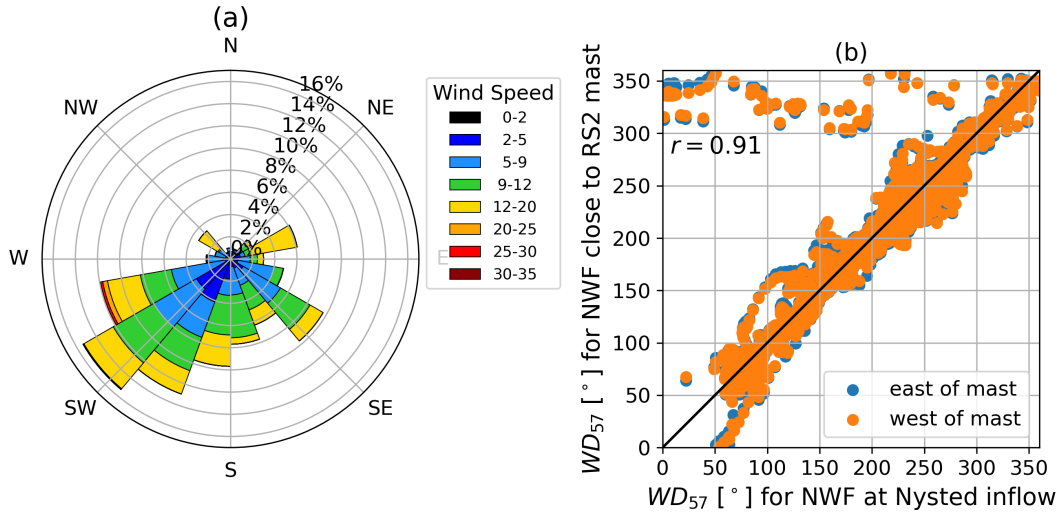 (a)
N
NE
E
SE
S
SW
W
NW
16%
14%
12%
10%
8%
6%
4%
2%
0%
Wind Speed
0-2
2-5
5-9
9-12
12-20
20-25
25-30
30-35
(b)
WD₅₇ [°] for NWF close to RS2 mast
350
300
250
200
150
100
50
0
r = 0.91
east of mast
west of mast
0 50 100 150 200 250 300 350
WD₅₇ [°] for NWF at Nysted inflow